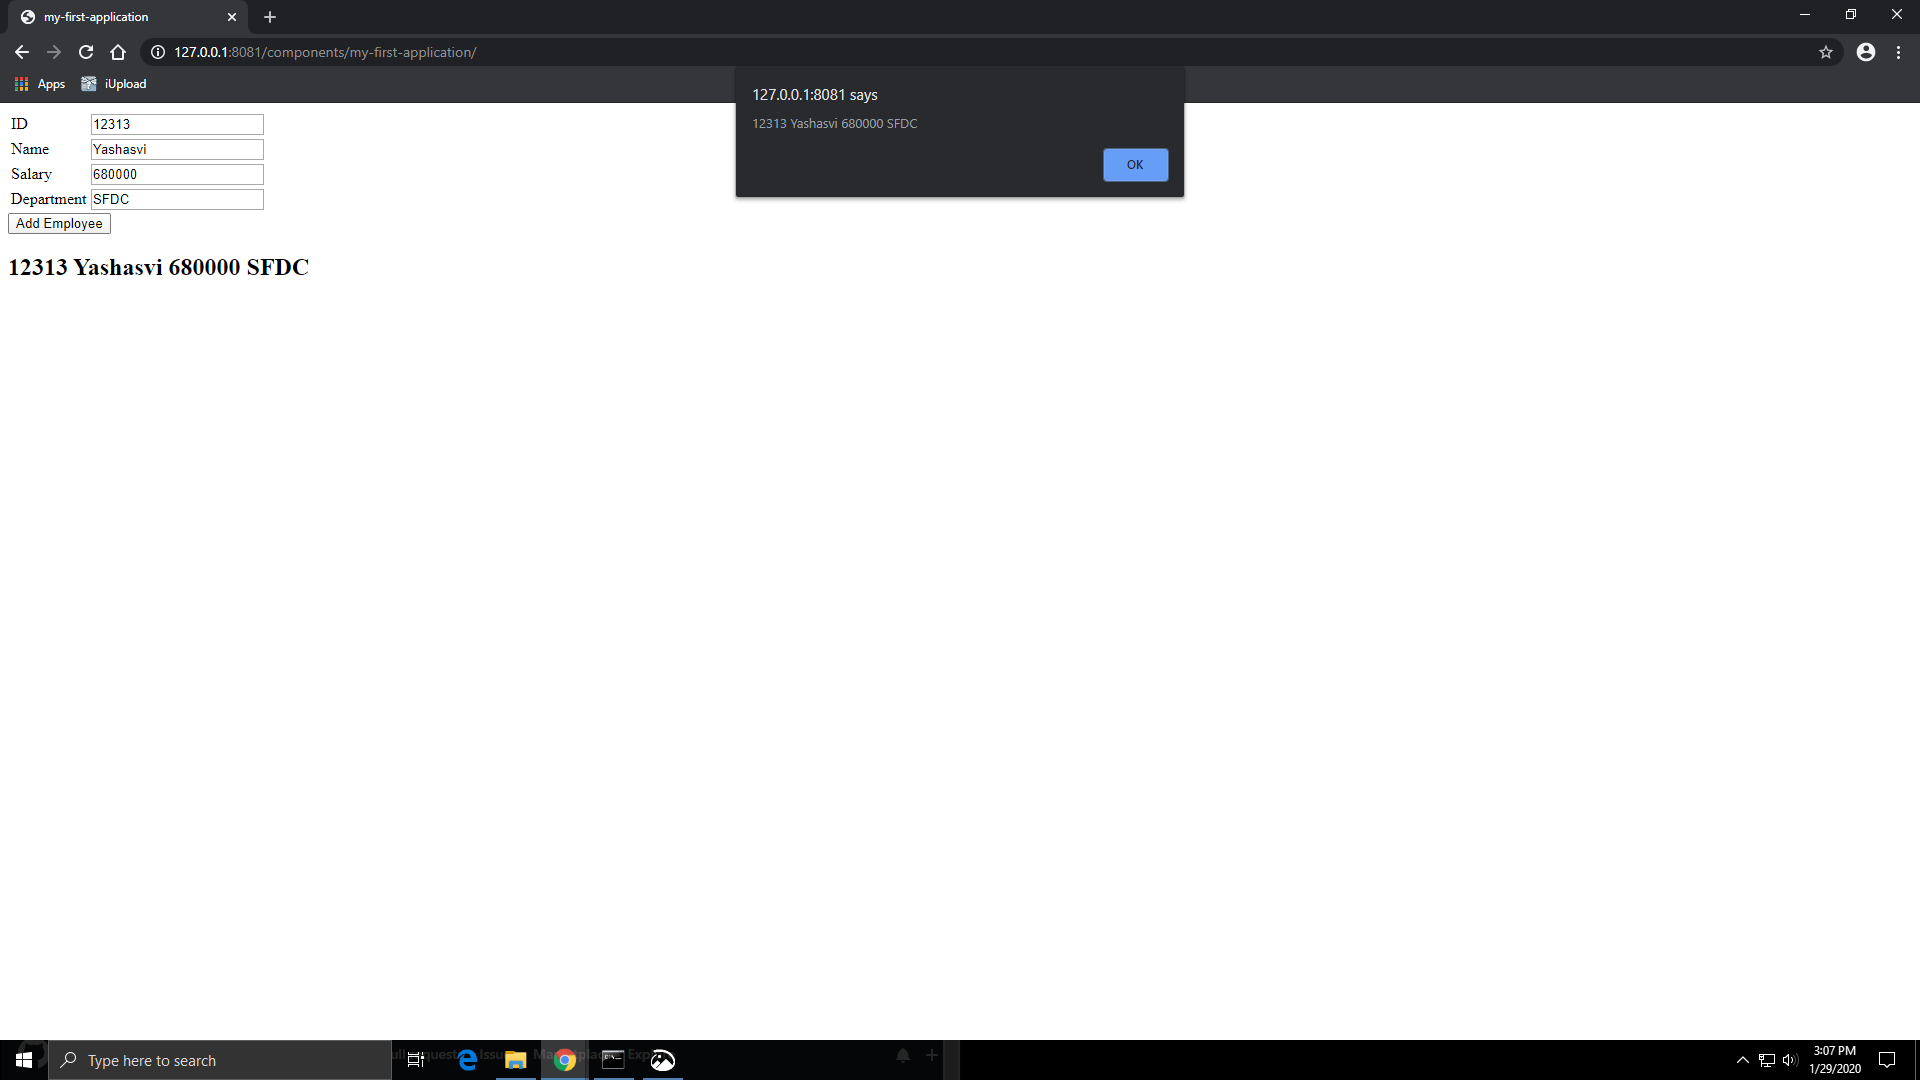 my-first-application
127.0.0.1:8081/components/my-first-application/
Apps iUpload
127.0.0.1:8081 says
12313 Yashasvi 680000 SFDC
OK
ID 12313
Name Yashasvi
Salary 680000
Department SFDC
Add Employee
12313 Yashasvi 680000 SFDC
Type here to search
3:07 PM
1/29/2020